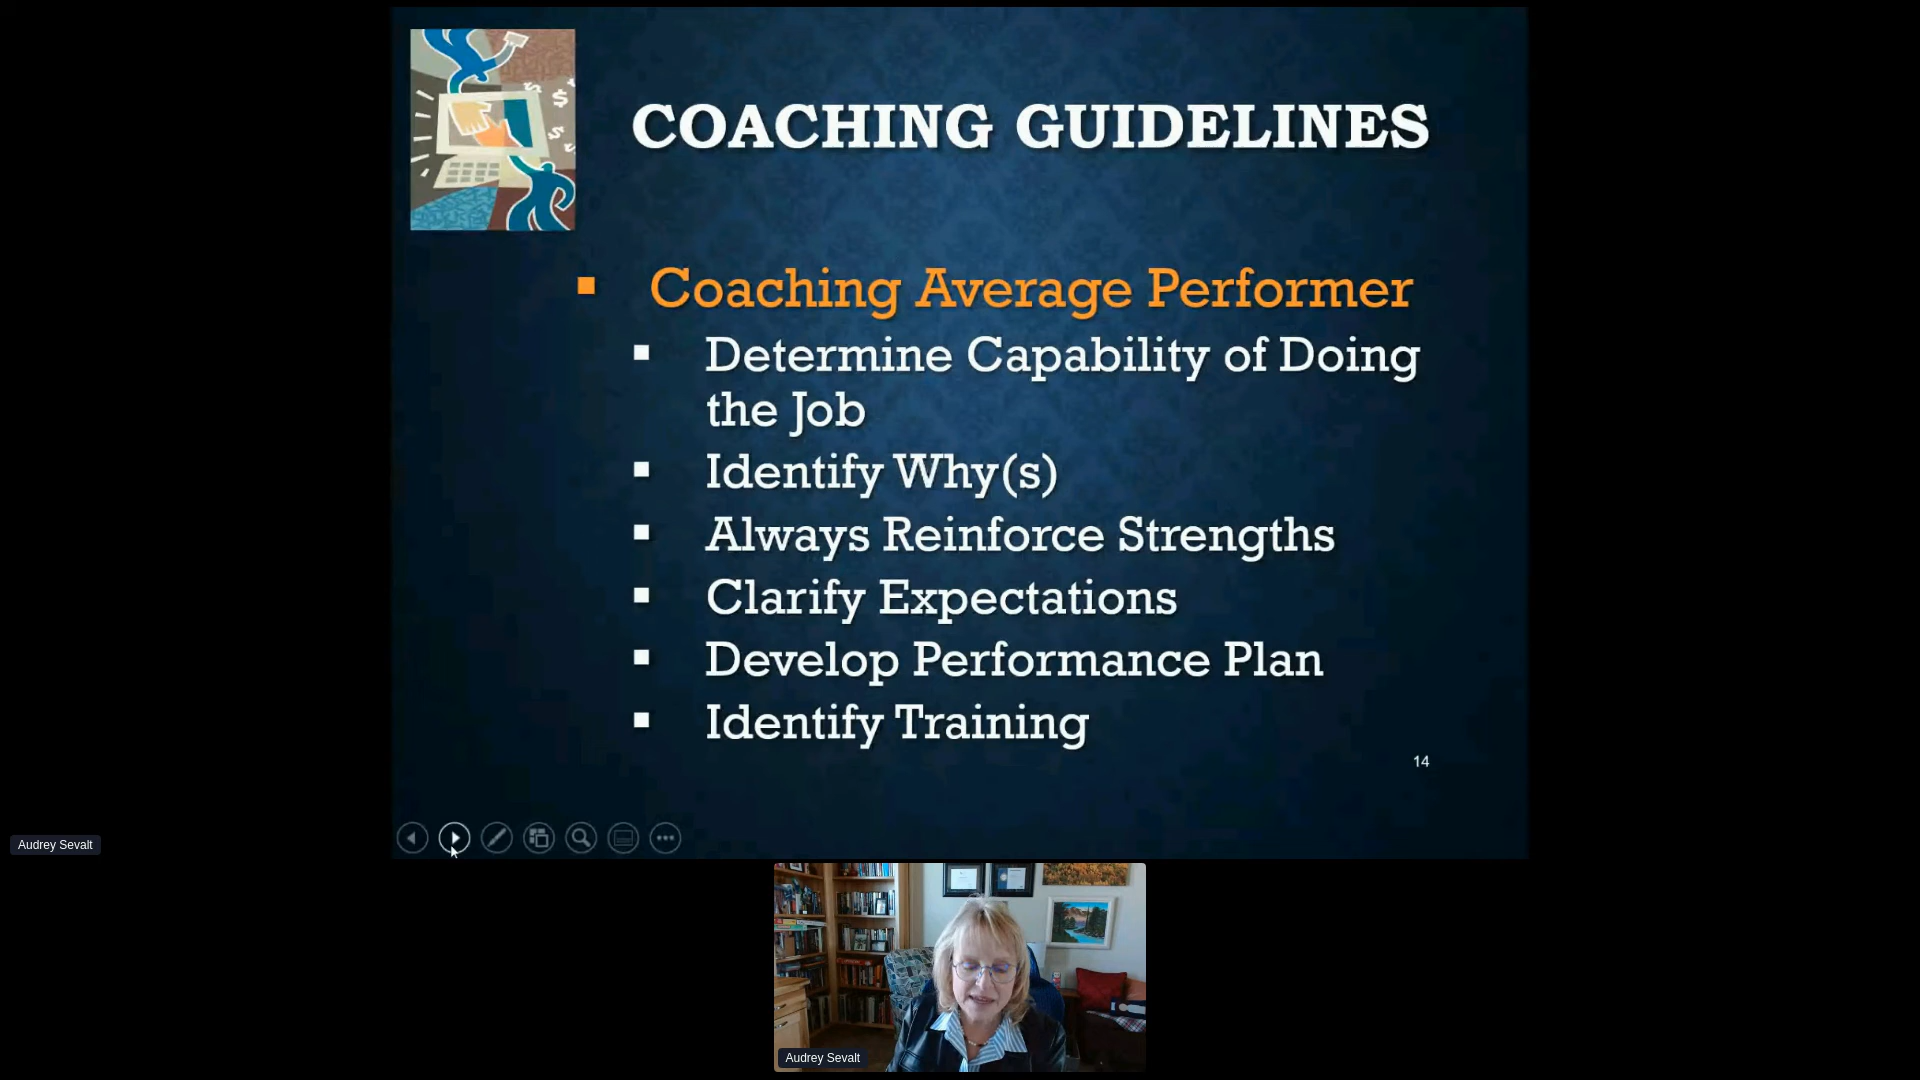 COACHING GUIDELINES
Coaching Average Performer
Determine Capability of Doing
the Job
Identify Why(s)
Always Reinforce Strengths
Clarify Expectations
Develop Performance Plan
Identify Training
14
Audrey Sevalt
Audrey Sevalt